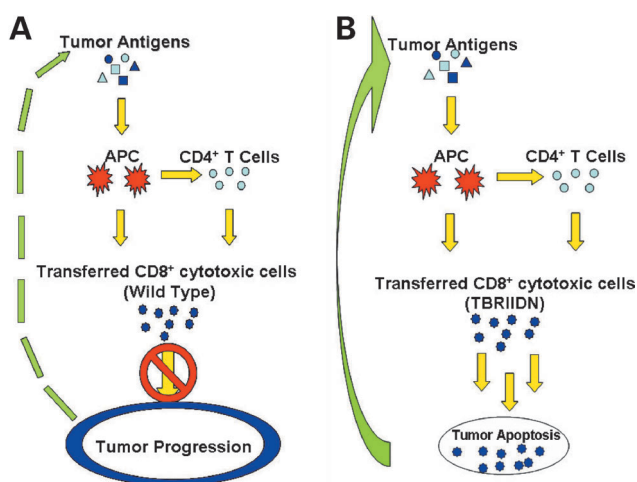 A
Tumor Antigens
APC
CD4⁺ T Cells
Transferred CD8⁺ cytotoxic cells
(Wild Type)
Tumor Progression
B
Tumor Antigens
APC
CD4⁺ T Cells
Transferred CD8⁺ cytotoxic cells
(TBRIIDN)
Tumor Apoptosis